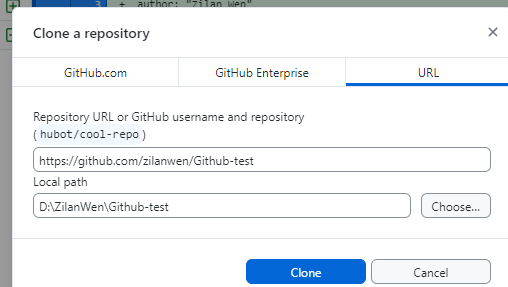 3 + author: "Zilan Wen"
Clone a repository
GitHub.com GitHub Enterprise URL
Repository URL or GitHub username and repository
(hubot/cool-repo)
https://github.com/zilanwen/Github-test
Local path
D:\ZilanWen\Github-test Choose...
Clone Cancel